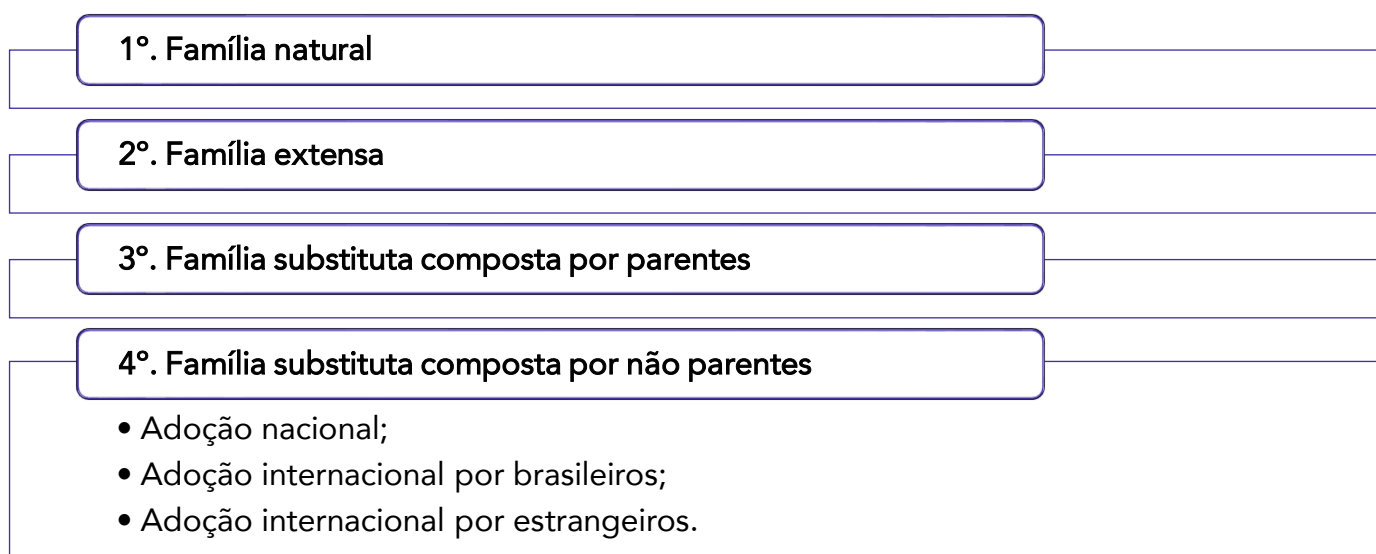 1º. Família natural
2º. Família extensa
3º. Família substituta composta por parentes
4º. Família substituta composta por não parentes
• Adoção nacional;
• Adoção internacional por brasileiros;
• Adoção internacional por estrangeiros.